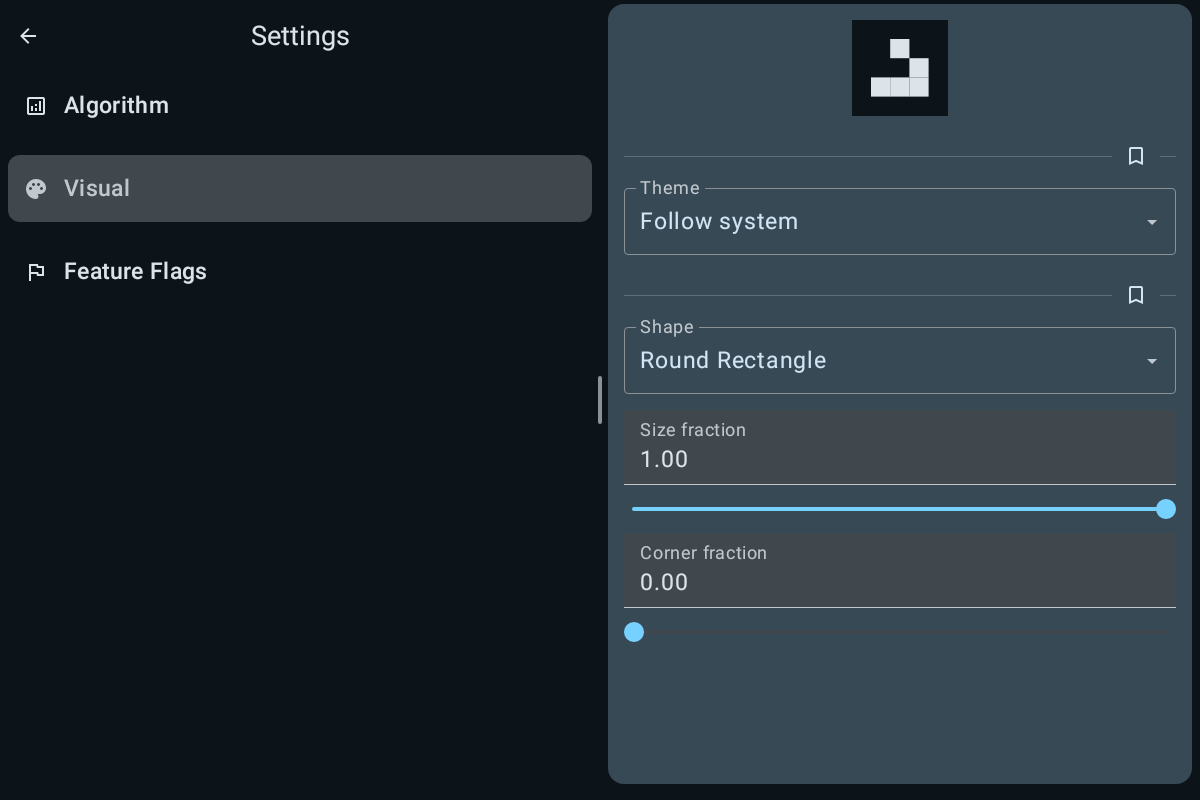 Settings
Algorithm
Visual
Feature Flags
Theme
Follow system
Shape
Round Rectangle
Size fraction
1.00
Corner fraction
0.00